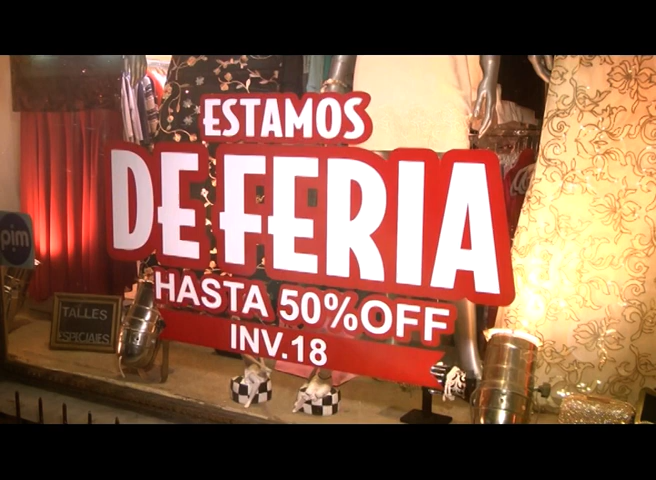 ESTAMOS
DE FERIA
HASTA 50%OFF
INV.18
pim
TALLES
ESPECIALES